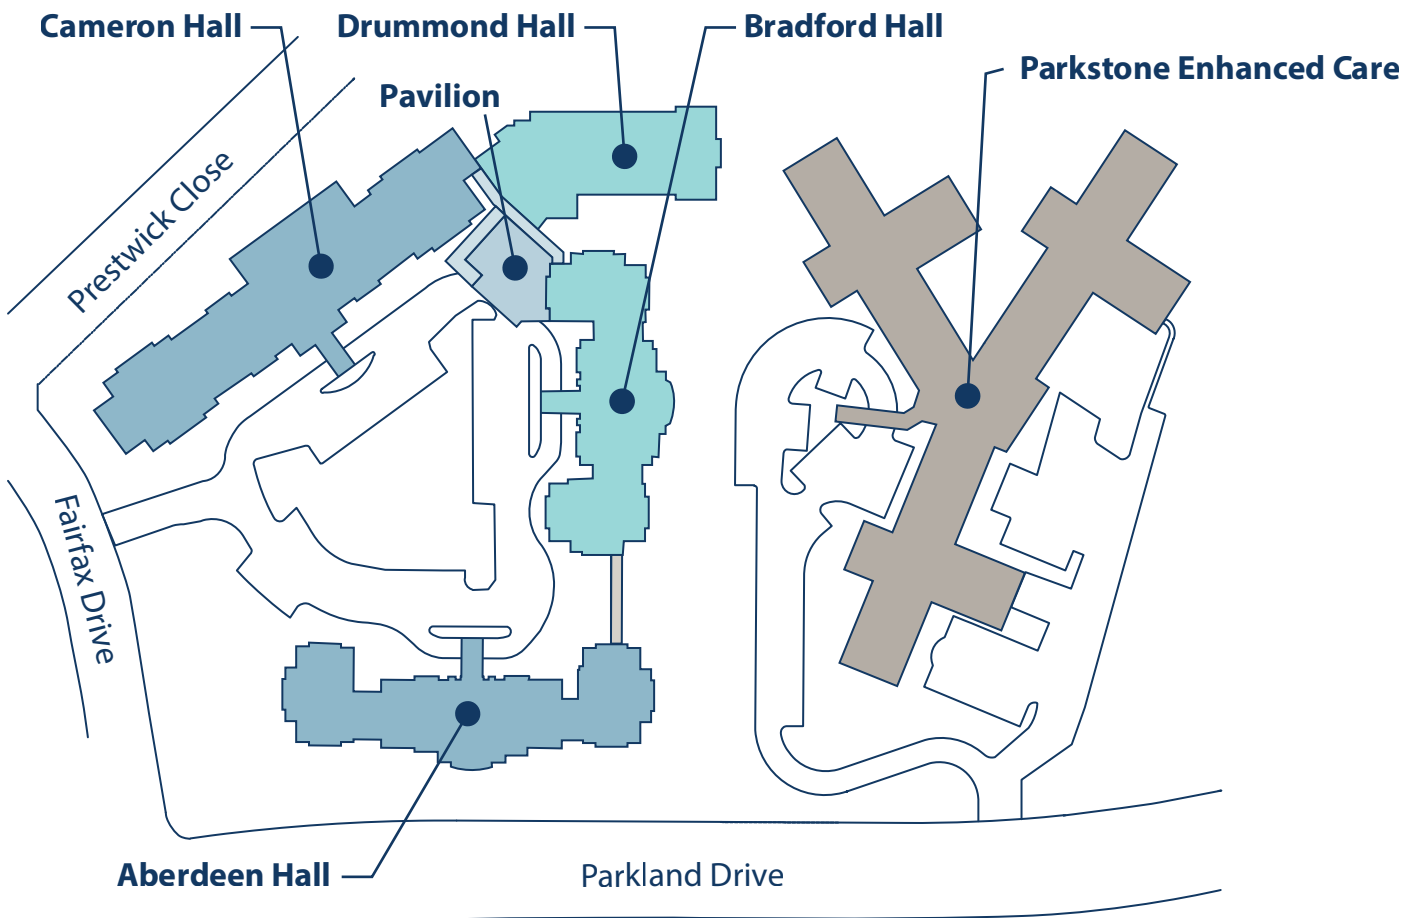 Cameron Hall
Drummond Hall
Bradford Hall
Parkstone Enhanced Care
Pavilion
Prestwick Close
Fairfax Drive
Aberdeen Hall
Parkland Drive